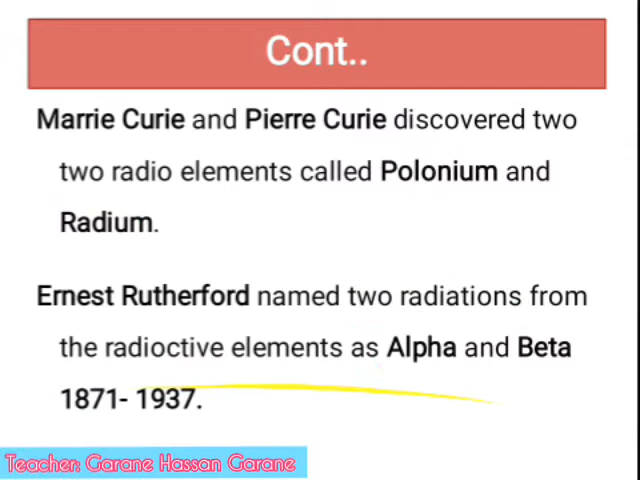 Cont..
Marrie Curie and Pierre Curie discovered two
two radio elements called Polonium and
Radium.
Ernest Rutherford named two radiations from
the radioctive elements as Alpha and Beta
1871- 1937.
Teacher: Garane Hassan Garane